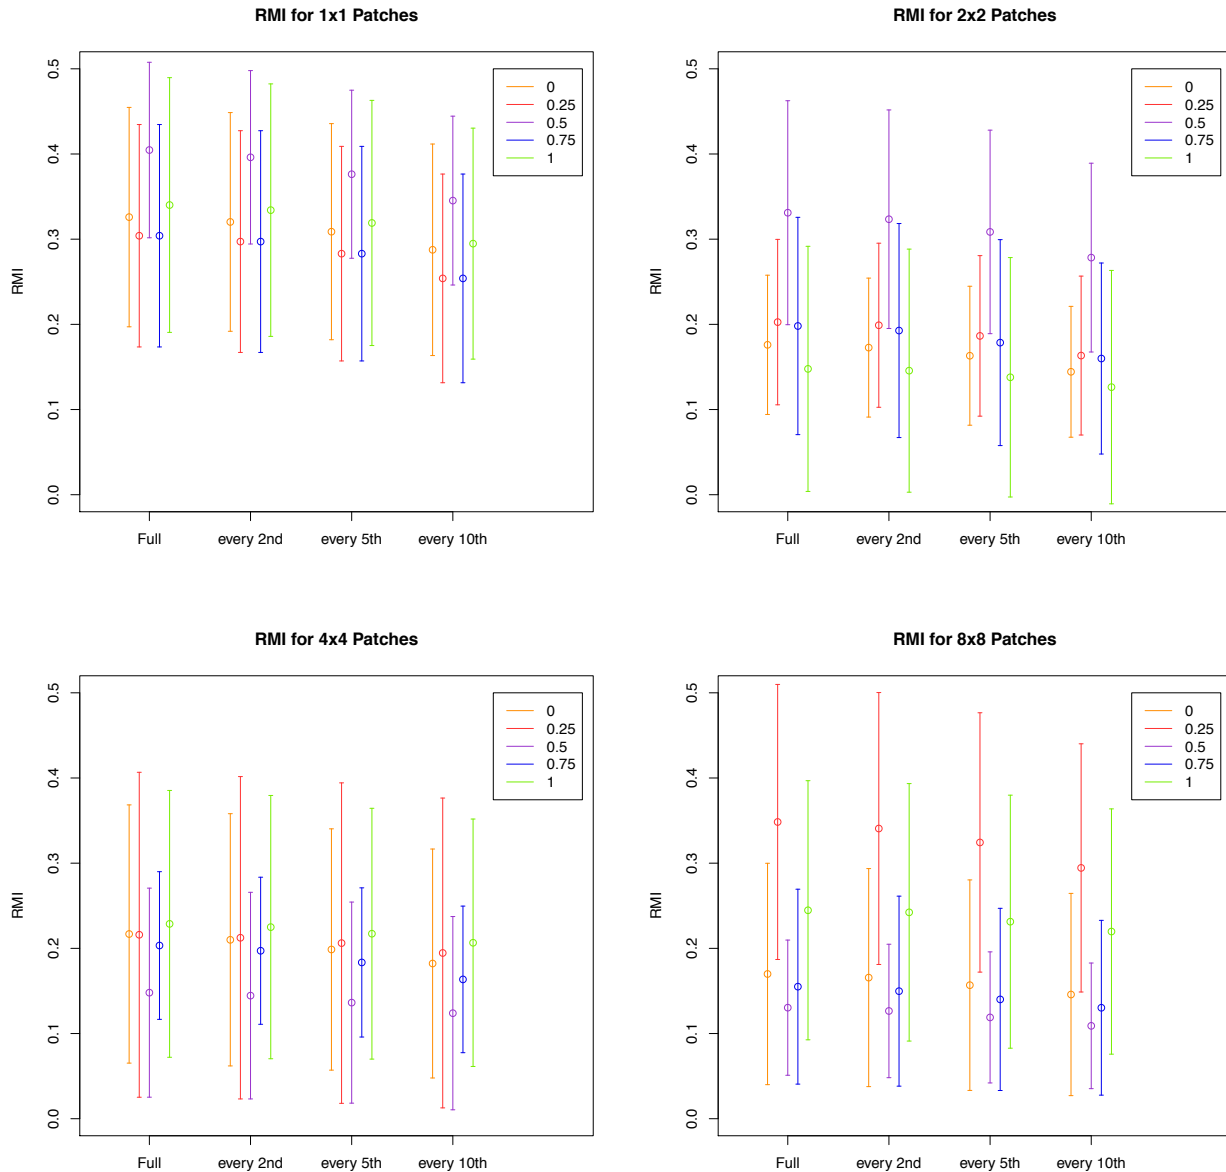 RMI for 1x1 Patches
RMI
0.5
0.4
0.3
0.2
0.1
0.0
0
0.25
0.5
0.75
1
Full
every 2nd
every 5th
every 10th
RMI for 2x2 Patches
RMI
0.5
0.4
0.3
0.2
0.1
0.0
0
0.25
0.5
0.75
1
Full
every 2nd
every 5th
every 10th
RMI for 4x4 Patches
RMI
0.5
0.4
0.3
0.2
0.1
0.0
0
0.25
0.5
0.75
1
Full
every 2nd
every 5th
every 10th
RMI for 8x8 Patches
RMI
0.5
0.4
0.3
0.2
0.1
0.0
0
0.25
0.5
0.75
1
Full
every 2nd
every 5th
every 10th